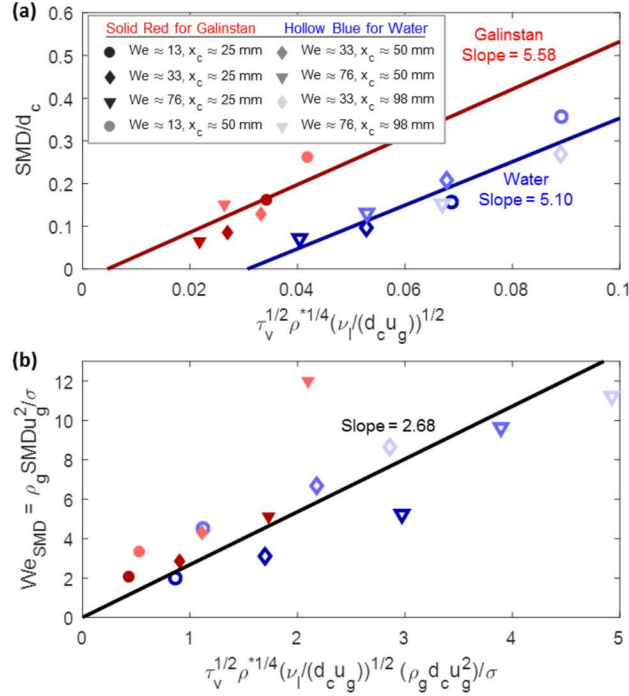 (a)
Solid Red for Galinstan
Hollow Blue for Water
We ≈ 13, x_c ≈ 25 mm
We ≈ 33, x_c ≈ 50 mm
We ≈ 33, x_c ≈ 25 mm
We ≈ 76, x_c ≈ 50 mm
We ≈ 76, x_c ≈ 25 mm
We ≈ 33, x_c ≈ 98 mm
We ≈ 13, x_c ≈ 50 mm
We ≈ 76, x_c ≈ 98 mm
Galinstan
Slope = 5.58
Water
Slope = 5.10
SMD/d_c
0.6
0.5
0.4
0.3
0.2
0.1
0
0.02
0.04
0.06
0.08
0.1
τ_v^{1/2} ρ^{*1/4} (ν_l/(d_c u_g))^{1/2}
(b)
Slope = 2.68
We_SMD = ρ_g SMD u_g^2/σ
12
10
8
6
4
2
0
0
1
2
3
4
5
τ_v^{1/2} ρ^{*1/4} (ν_l/(d_c u_g))^{1/2} (ρ_g d_c u_g^2)/σ